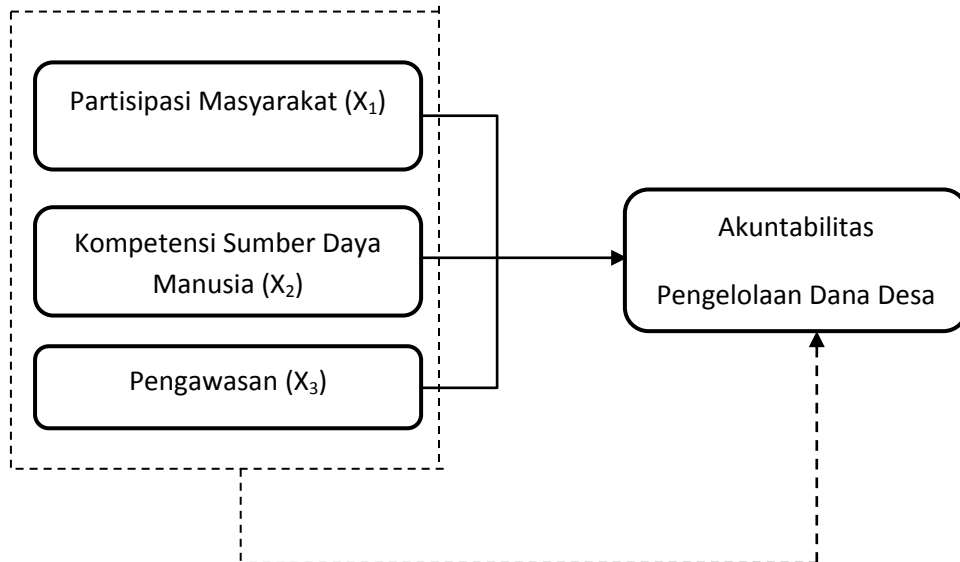 Partisipasi Masyarakat (X₁)
Kompetensi Sumber Daya
Manusia (X₂)
Pengawasan (X₃)
Akuntabilitas
Pengelolaan Dana Desa